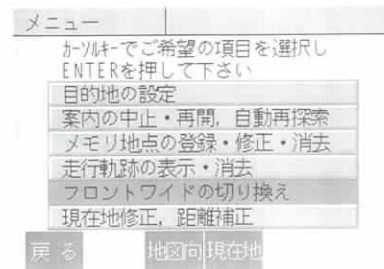 メニュー
カーソルキーでご希望の項目を選択し
ENTERを押して下さい
目的地の設定
案内の中止・再開, 自動再探索
メモリ地点の登録・修正・消去
走行軌跡の表示・消去
フロントワイドの切り換え
現在地修正, 距離補正
戻る 地図向 現在地